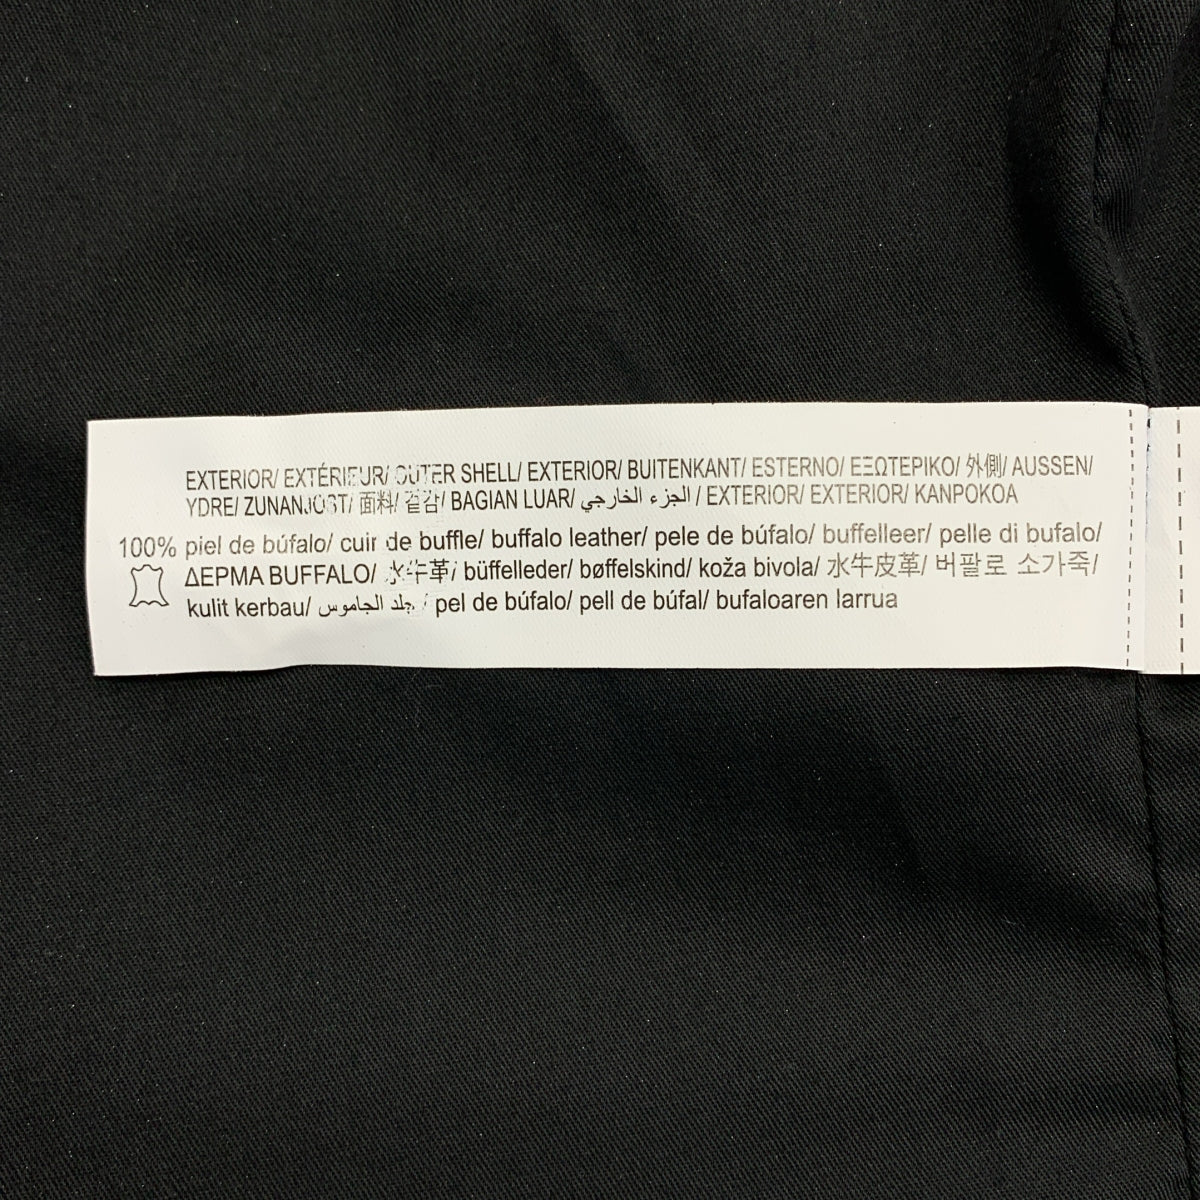 EXTERIOR/ EXTÉRIEUR/ OUTER SHELL/ EXTERIOR/ BUITENKANT/ ESTERNO/ ΕΞΩΤΕΡΙΚΟ/ 外側/ AUSSEN/
YDRE/ ZUNANJOST/ 面料/ 겉감/ BAGIAN LUAR/ الجزء الخارجي / EXTERIOR/ EXTERIOR/ KANPOKOA
100% piel de búfalo/ cuir de buffle/ buffalo leather/ pele de búfalo/ buffelleer/ pelle di bufalo/
ΔΕΡΜΑ BUFFALO/ 水牛革/ büffelleder/ bøffelskind/ koža bivola/ 水牛皮革/ 버팔로 소가죽/
kulit kerbau/ جلد الجاموس / pel de búfalo/ pell de búfal/ bufaloaren larrua